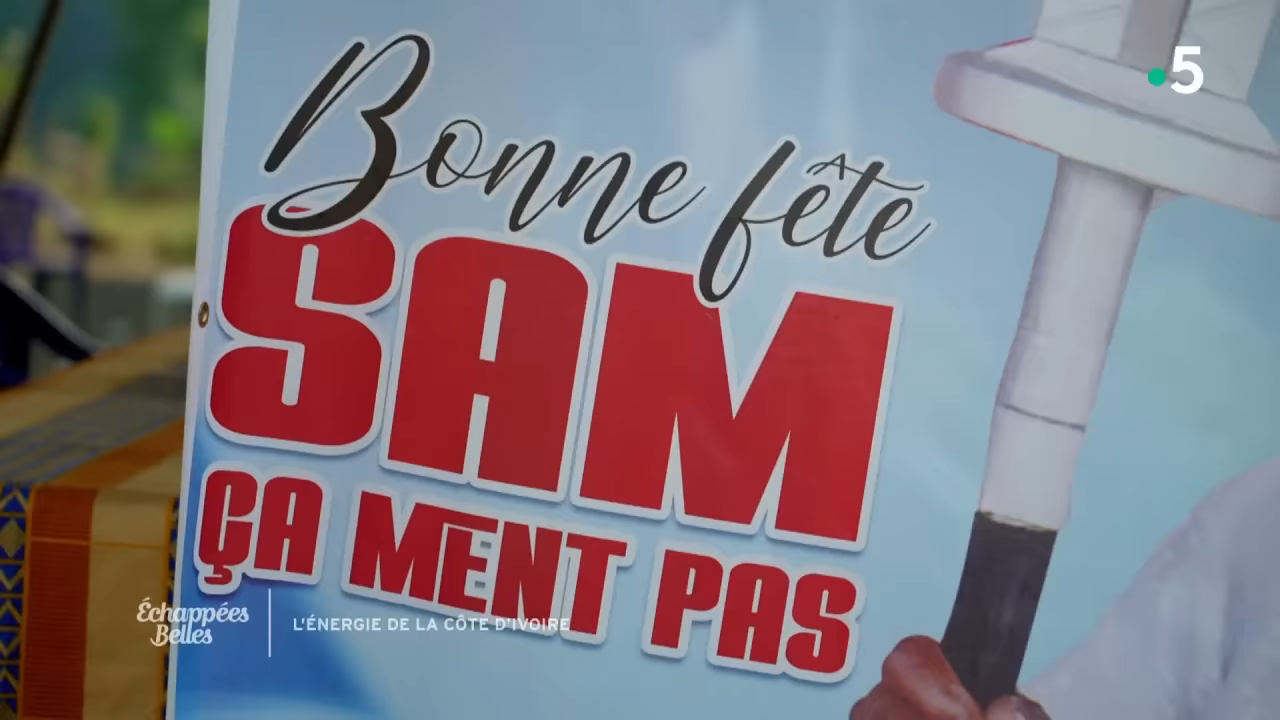 5
Bonne fête
SAM
ÇA MENT PAS
Échappées
Belles
L'ÉNERGIE DE LA CÔTE D'IVOIRE